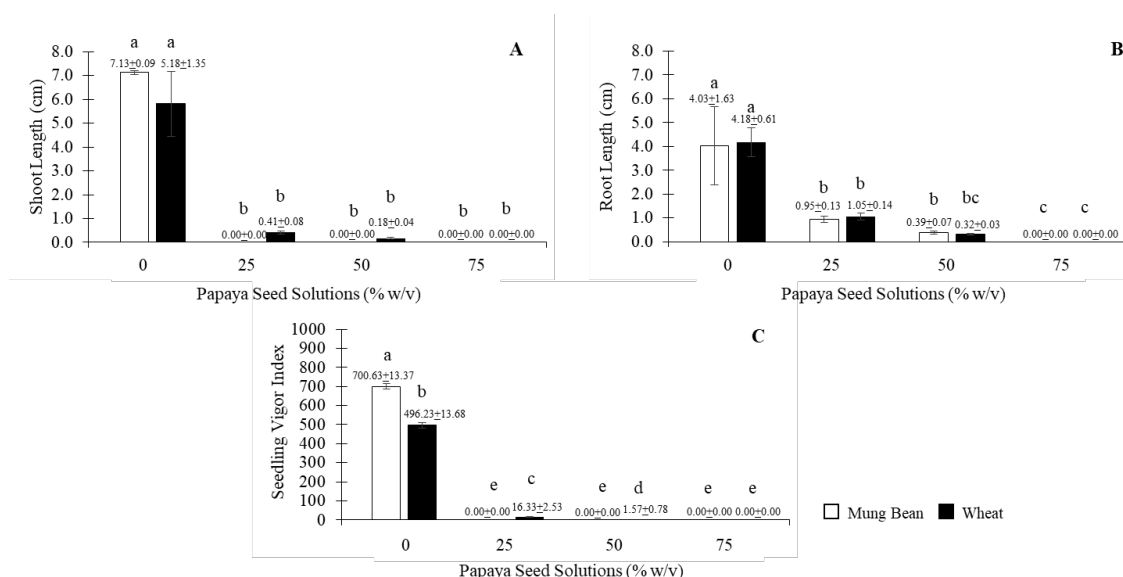 A
a a
8.0
7.13±0.09 5.18±1.35
7.0
6.0
5.0
4.0
3.0
2.0
1.0
0.0
Shoot Length (cm)
b b b b b b
0.00±0.00 0.41±0.08 0.00±0.00 0.18±0.04 0.00±0.00 0.00±0.00
0 25 50 75
Papaya Seed Solutions (% w/v)
B
a a
8.0
7.0
6.0
5.0
4.0
3.0
2.0
1.0
0.0
Root Length (cm)
4.03±1.63 4.18±0.61
b b b bc c c
0.95±0.13 1.05±0.14 0.39±0.07 0.32±0.03 0.00±0.00 0.00±0.00
0 25 50 75
Papaya Seed Solutions (% w/v)
C
1000
900
800
700
600
500
400
300
200
100
0
Seedling Vigor Index
a b
700.63±13.37 496.23±13.68
e c e d e e
0.00±0.00 16.33±2.53 0.00±0.00 1.57±0.78 0.00±0.00 0.00±0.00
0 25 50 75
Papaya Seed Solutions (% w/v)
Mung Bean Wheat